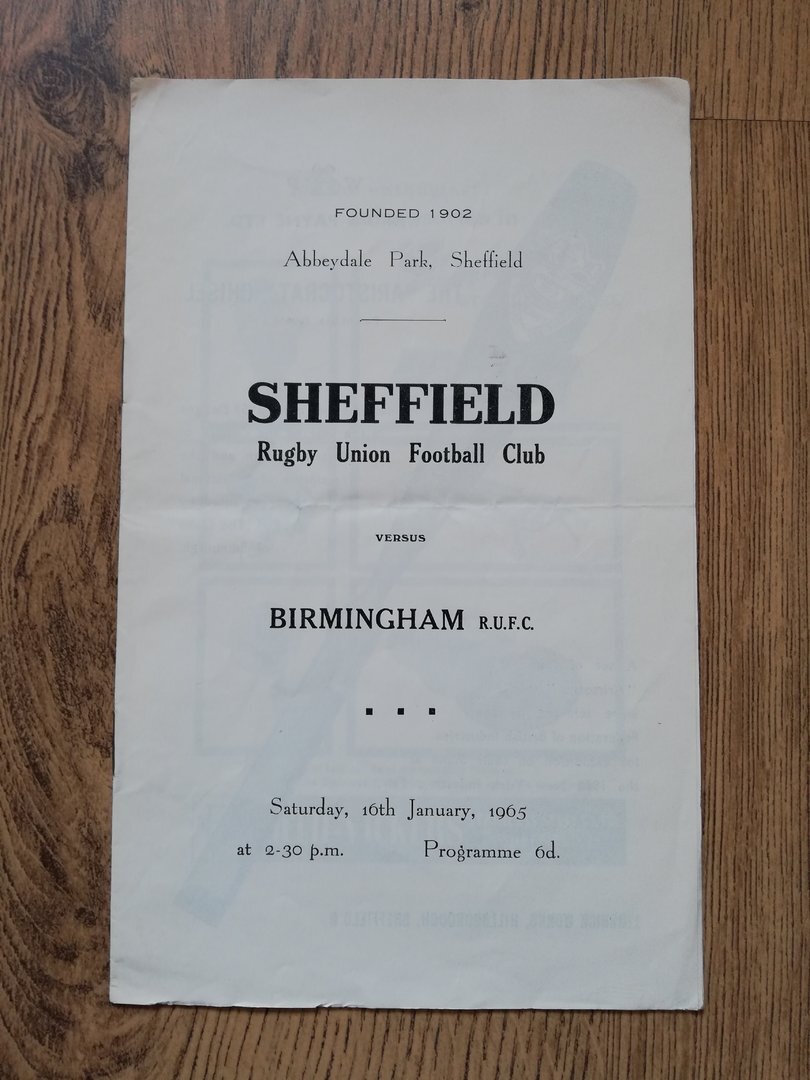 FOUNDED 1902
Abbeydale Park, Sheffield
SHEFFIELD
Rugby Union Football Club
VERSUS
BIRMINGHAM R.U.F.C.
Saturday, 16th January, 1965
at 2-30 p.m. Programme 6d.